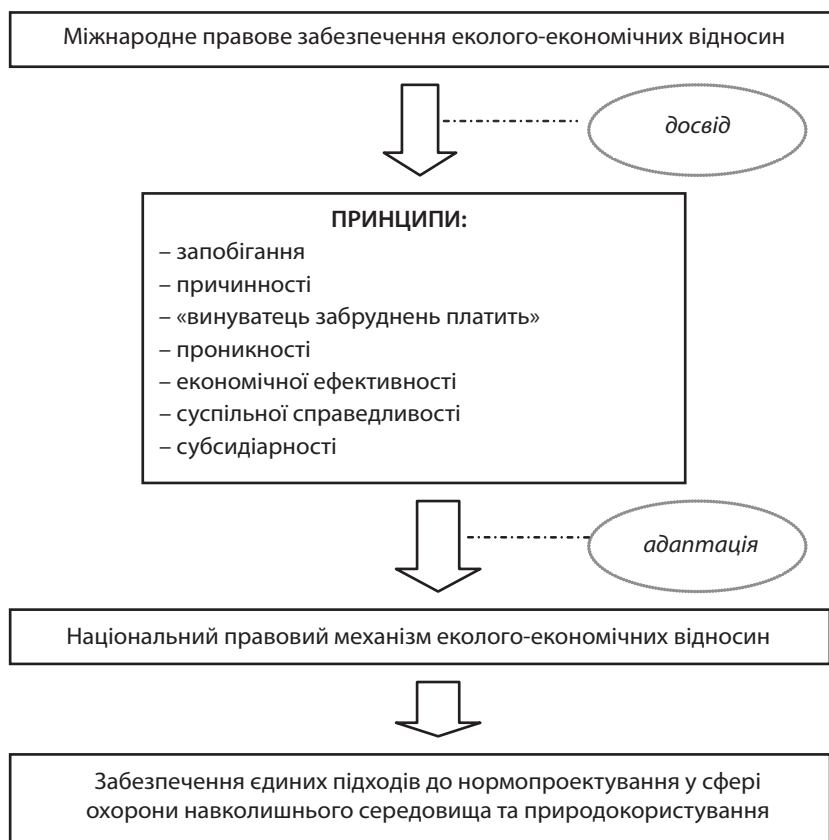 Міжнародне правове забезпечення еколого-економічних відносин
досвід
ПРИНЦИПИ:
– запобігання
– причинності
– «винуватець забруднень платить»
– проникності
– економічної ефективності
– суспільної справедливості
– субсидіарності
адаптація
Національний правовий механізм еколого-економічних відносин
Забезпечення єдиних підходів до нормопроектування у сфері
охорони навколишнього середовища та природокористування